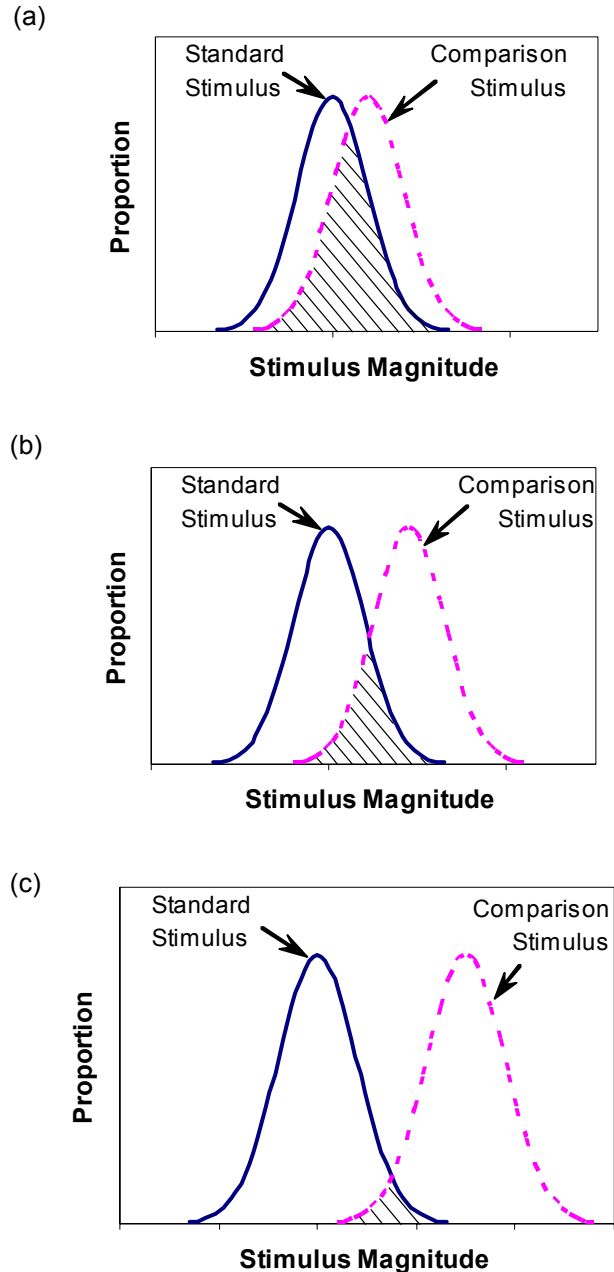 (a)
Standard
Stimulus
Comparison
Stimulus
Proportion
Stimulus Magnitude
(b)
Standard
Stimulus
Comparison
Stimulus
Proportion
Stimulus Magnitude
(c)
Standard
Stimulus
Comparison
Stimulus
Proportion
Stimulus Magnitude